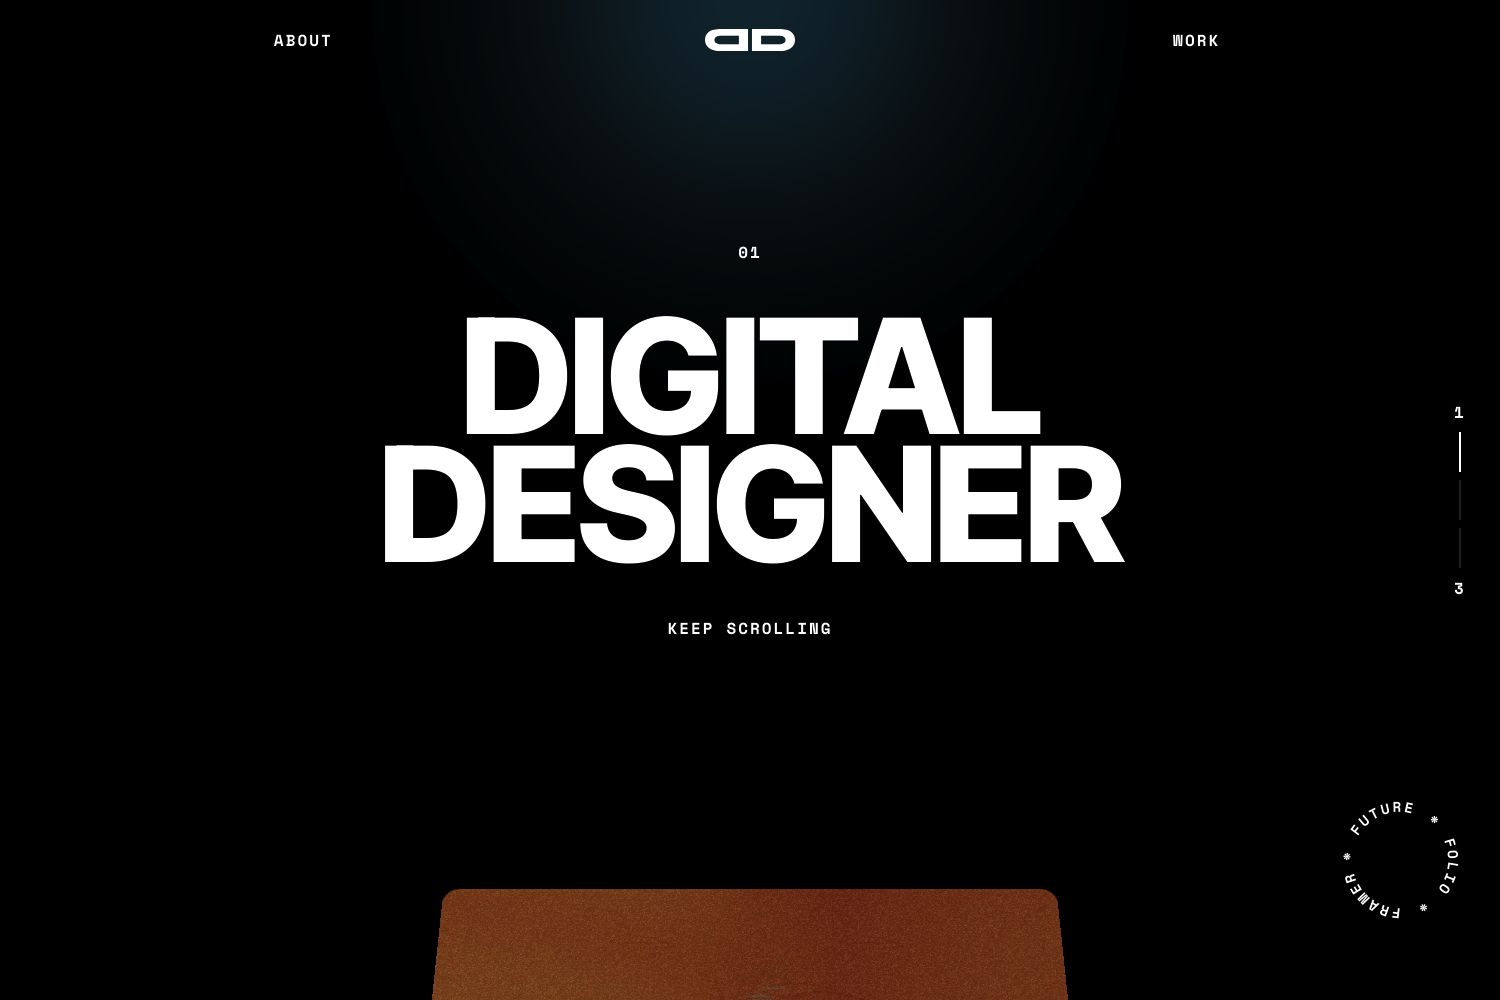 ABOUT
WORK
01
DIGITAL
DESIGNER
KEEP SCROLLING
1
3
FUTURE * FOLIO * FRAMER *